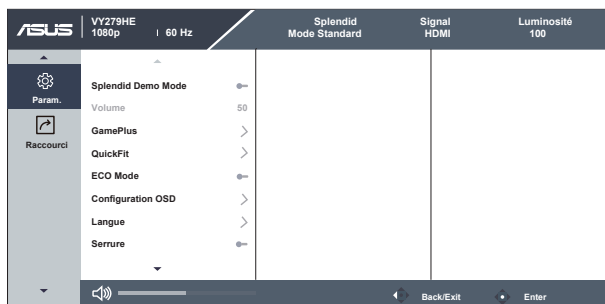 ASUS
VY279HE
1080p 60 Hz
Splendid
Mode Standard
Signal
HDMI
Luminosité
100
Param.
Raccourci
Splendid Demo Mode
Volume 50
GamePlus
QuickFit
ECO Mode
Configuration OSD
Langue
Serrure
Back/Exit Enter